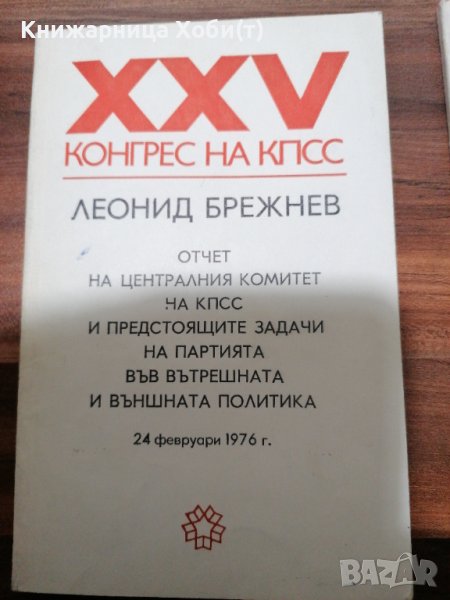 Книжарница Хоби(т)
XXV
КОНГРЕС НА КПСС
ЛЕОНИД БРЕЖНЕВ
ОТЧЕТ
НА ЦЕНТРАЛНИЯ КОМИТЕТ
НА КПСС
И ПРЕДСТОЯЩИТЕ ЗАДАЧИ
НА ПАРТИЯТА
ВЪВ ВЪТРЕШНАТА
И ВЪНШНАТА ПОЛИТИКА
24 февруари 1976 г.
BAZAR